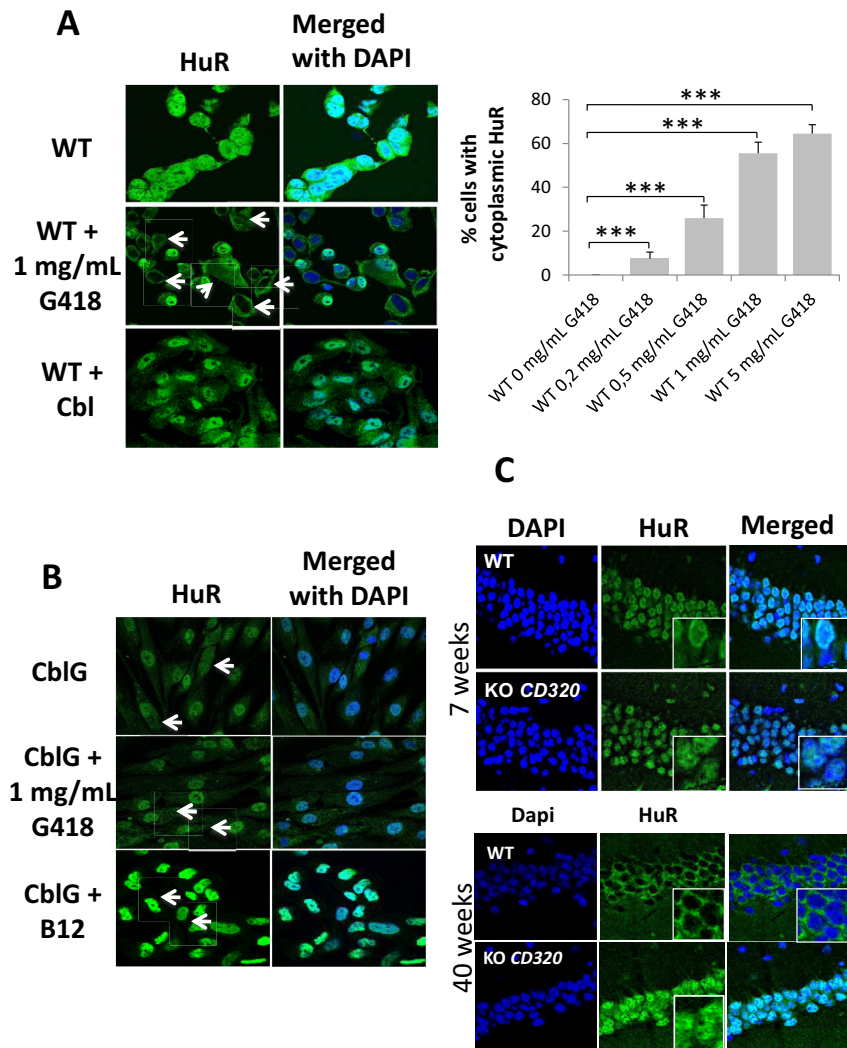 A
HuR
Merged
with DAPI
WT
WT +
1 mg/mL
G418
WT +
Cbl
% cells with
cytoplasmic HuR
80
60
40
20
0
***
***
***
***
WT 0 mg/mL G418
WT 0,2 mg/mL G418
WT 0,5 mg/mL G418
WT 1 mg/mL G418
WT 5 mg/mL G418
B
HuR
Merged
with DAPI
CblG
CblG +
1 mg/mL
G418
CblG +
B12
C
DAPI
HuR
Merged
7 weeks
WT
KO CD320
Dapi
HuR
40 weeks
WT
KO CD320